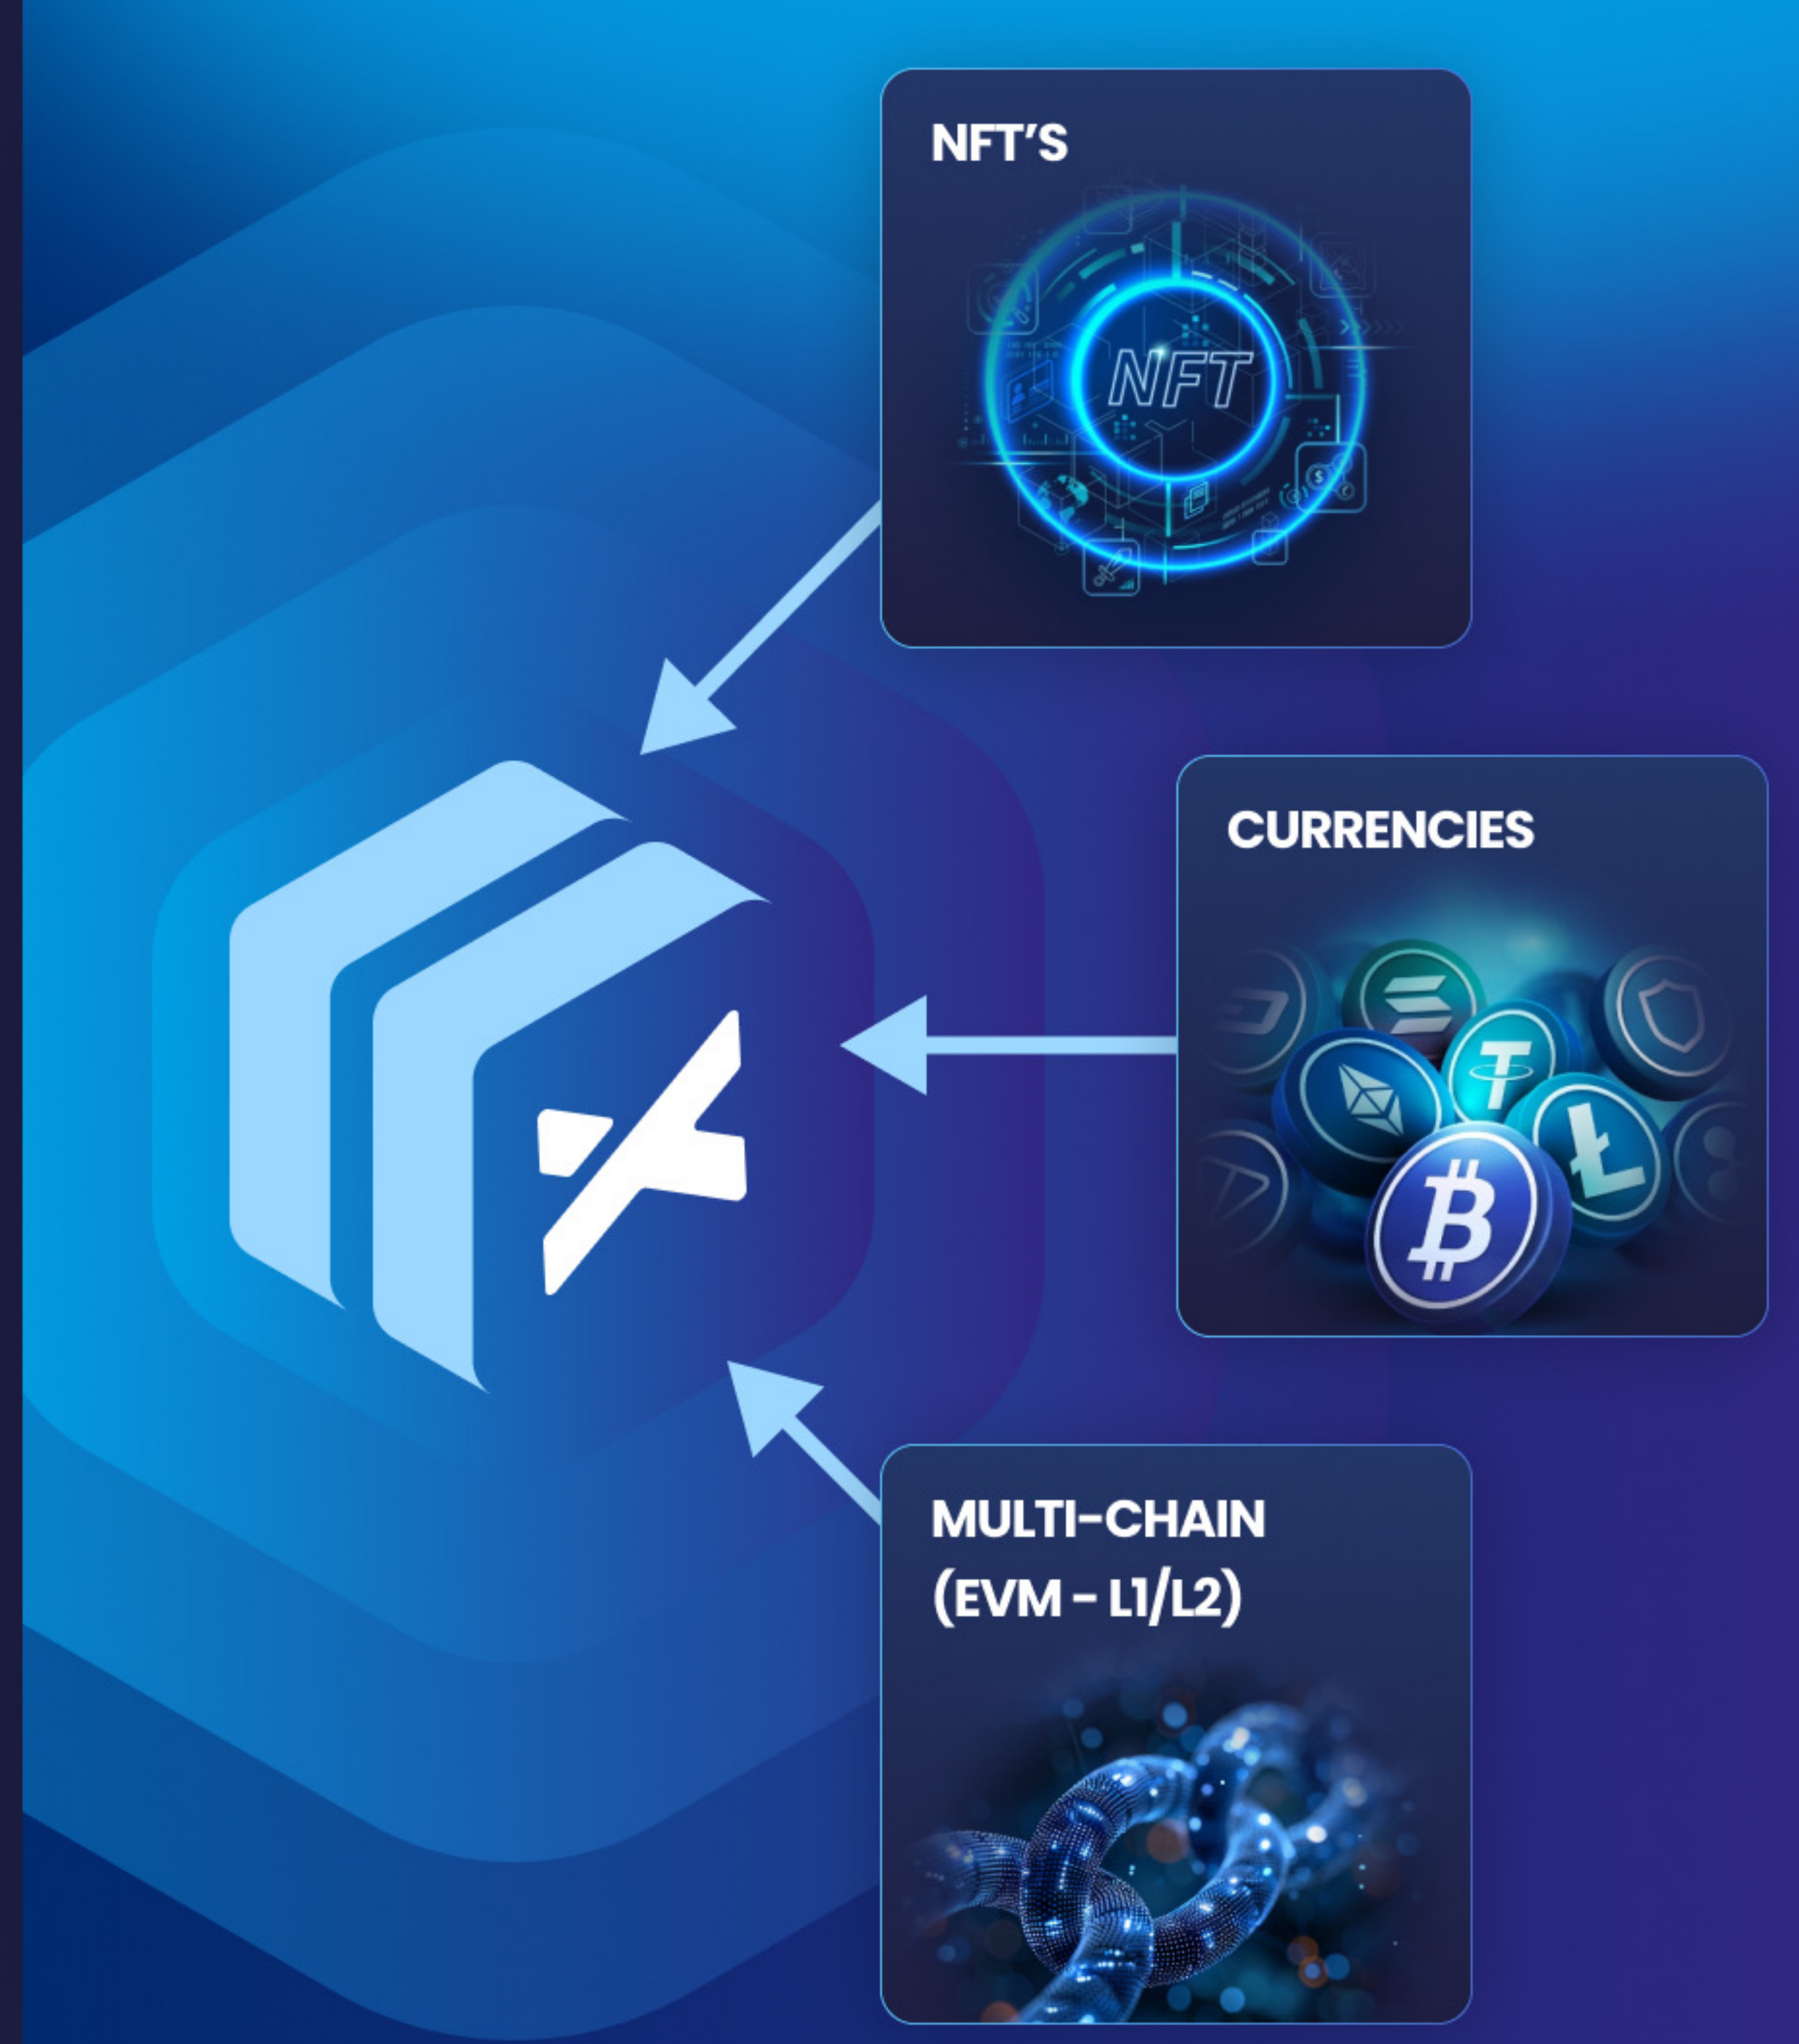 NFT'S
NFT
CURRENCIES
MULTI-CHAIN
(EVM - L1/L2)